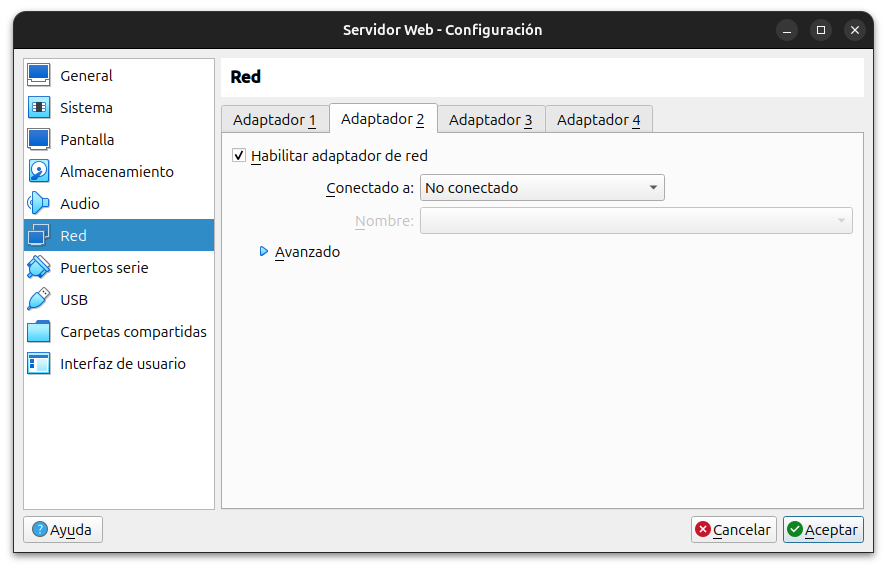 Servidor Web - Configuración
General
Sistema
Pantalla
Almacenamiento
Audio
Red
Puertos serie
USB
Carpetas compartidas
Interfaz de usuario
Red
Adaptador 1 Adaptador 2 Adaptador 3 Adaptador 4
Habilitar adaptador de red
Conectado a: No conectado
Nombre:
Avanzado
Ayuda Cancelar Aceptar